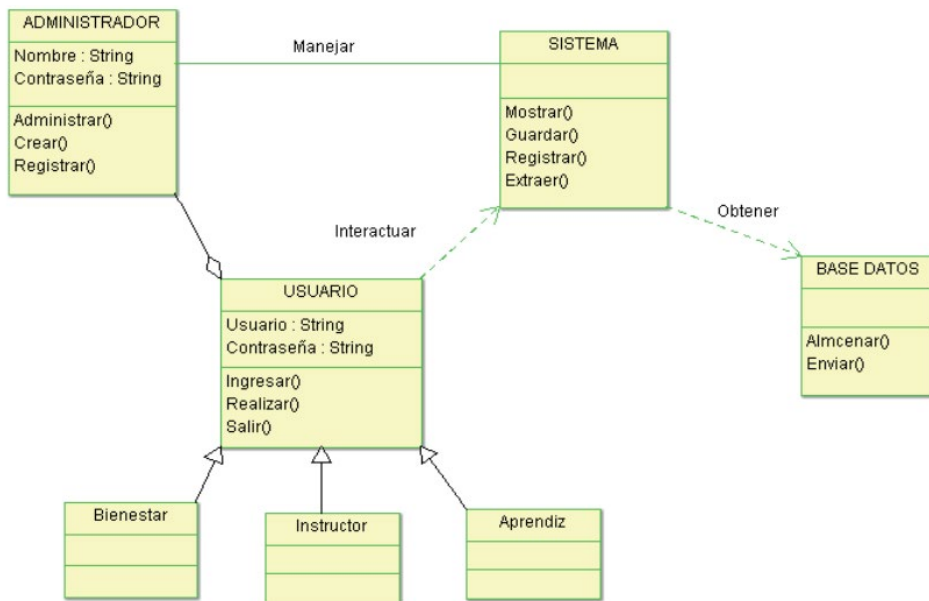 ADMINISTRADOR
Nombre : String
Contraseña : String
Administrar()
Crear()
Registrar()
Manejar
SISTEMA
Mostrar()
Guardar()
Registrar()
Extraer()
Interactuar
Obtener
BASE DATOS
Almcenar()
Enviar()
USUARIO
Usuario : String
Contraseña : String
Ingresar()
Realizar()
Salir()
Bienestar
Instructor
Aprendiz